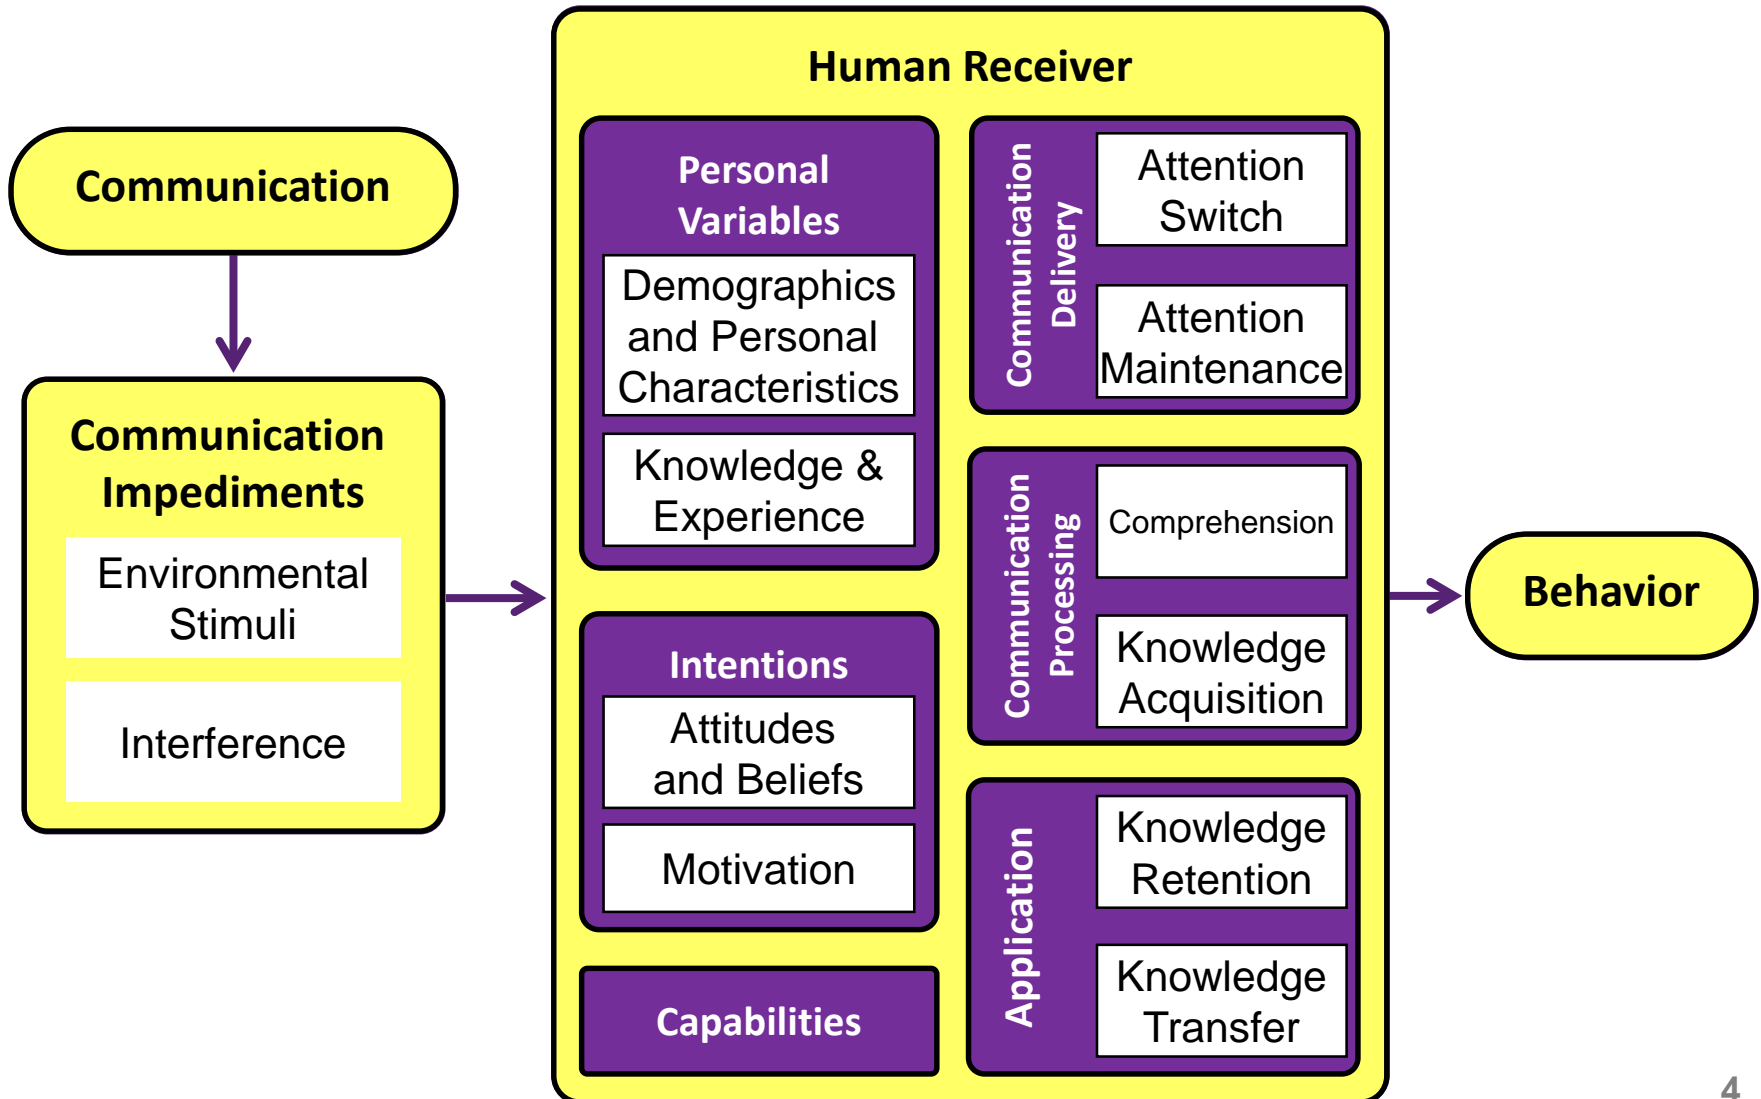 Human Receiver
Communication
Communication
Impediments
Environmental
Stimuli
Interference
Personal
Variables
Demographics
and Personal
Characteristics
Knowledge &
Experience
Intentions
Attitudes
and Beliefs
Motivation
Capabilities
Communication
Delivery
Attention
Switch
Attention
Maintenance
Communication
Processing
Comprehension
Knowledge
Acquisition
Application
Knowledge
Retention
Knowledge
Transfer
Behavior
4